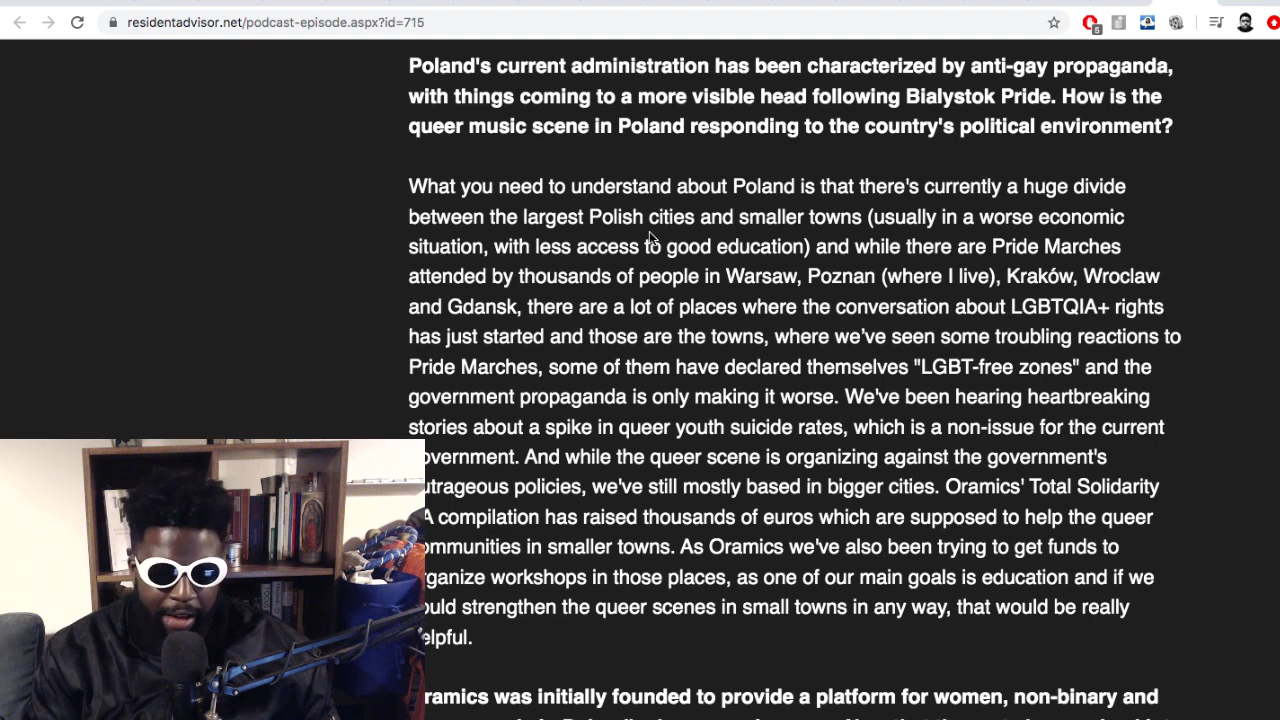 residentadvisor.net/podcast-episode.aspx?id=715
5
Poland's current administration has been characterized by anti-gay propaganda,
with things coming to a more visible head following Bialystok Pride. How is the
queer music scene in Poland responding to the country's political environment?
What you need to understand about Poland is that there's currently a huge divide
between the largest Polish cities and smaller towns (usually in a worse economic
situation, with less access to good education) and while there are Pride Marches
attended by thousands of people in Warsaw, Poznan (where I live), Kraków, Wroclaw
and Gdansk, there are a lot of places where the conversation about LGBTQIA+ rights
has just started and those are the towns, where we've seen some troubling reactions to
Pride Marches, some of them have declared themselves "LGBT-free zones" and the
government propaganda is only making it worse. We've been hearing heartbreaking
stories about a spike in queer youth suicide rates, which is a non-issue for the current
overnment. And while the queer scene is organizing against the government's
utrageous policies, we've still mostly based in bigger cities. Oramics' Total Solidarity
A compilation has raised thousands of euros which are supposed to help the queer
ommunities in smaller towns. As Oramics we've also been trying to get funds to
rganize workshops in those places, as one of our main goals is education and if we
ould strengthen the queer scenes in small towns in any way, that would be really
elpful.
ramics was initially founded to provide a platform for women, non-binary and